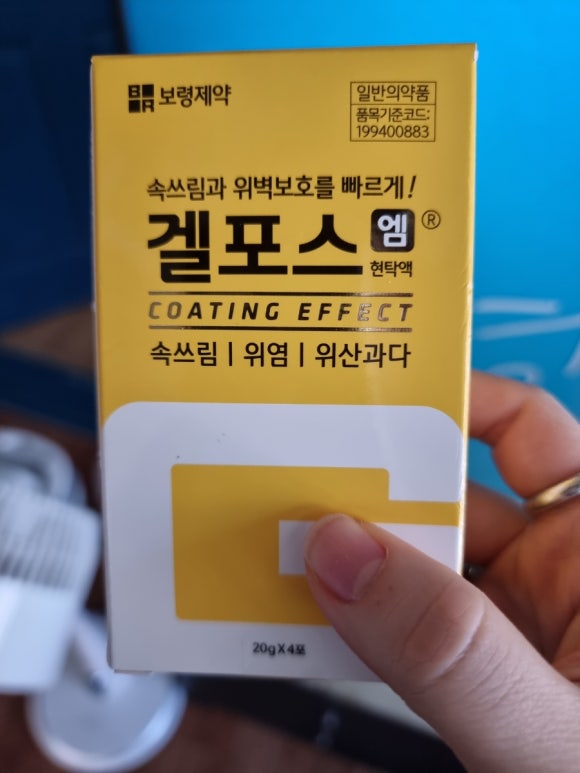 BR 보령제약
일반의약품
품목기준코드:
199400883
속쓰림과 위벽보호를 빠르게!
겔포스 엠 ®
현탁액
COATING EFFECT
속쓰림 | 위염 | 위산과다
20g X 4포